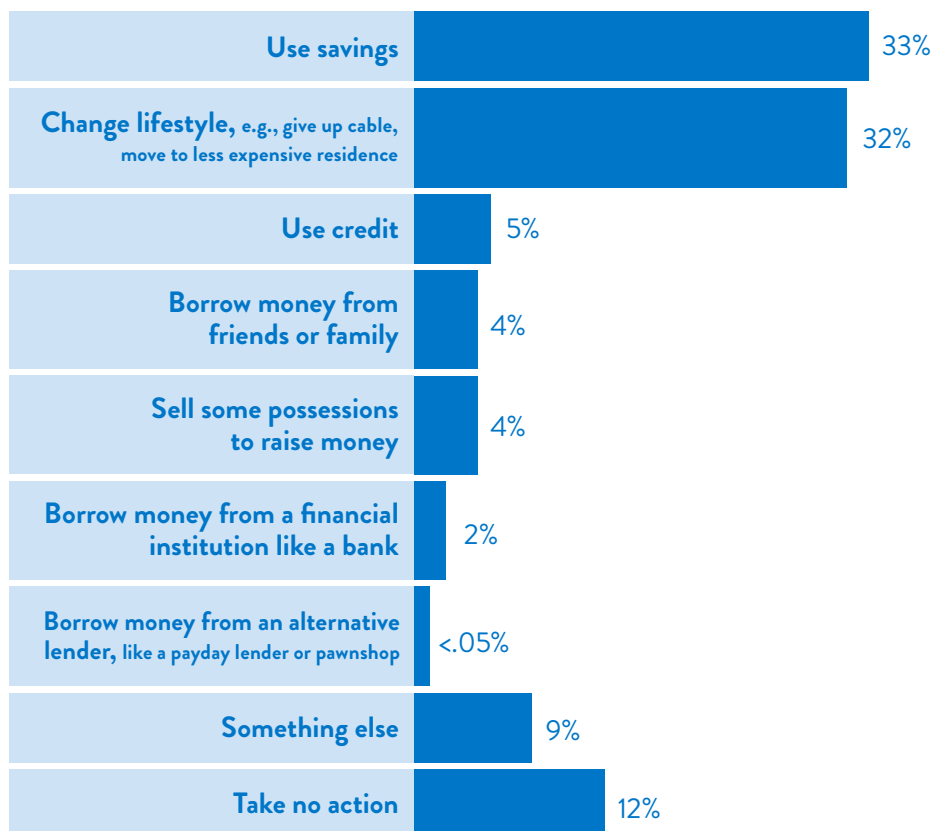 Use savings 33%
Change lifestyle, e.g., give up cable,
move to less expensive residence 32%
Use credit 5%
Borrow money from
friends or family 4%
Sell some possessions
to raise money 4%
Borrow money from a financial
institution like a bank 2%
Borrow money from an alternative
lender, like a payday lender or pawnshop <.05%
Something else 9%
Take no action 12%